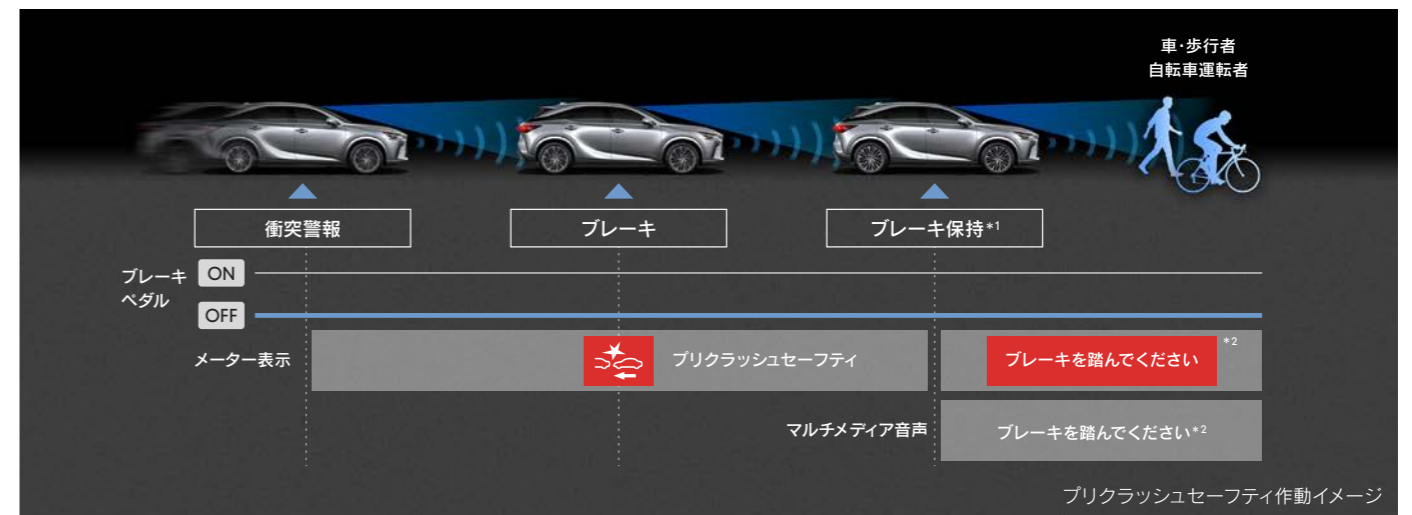 車・歩行者
自転車運転者
衝突警報
ブレーキ
ブレーキ保持*1
ブレーキ
ペダル
ON
OFF
メーター表示
プリクラッシュセーフティ
ブレーキを踏んでください
*2
マルチメディア音声
ブレーキを踏んでください*2
プリクラッシュセーフティ作動イメージ